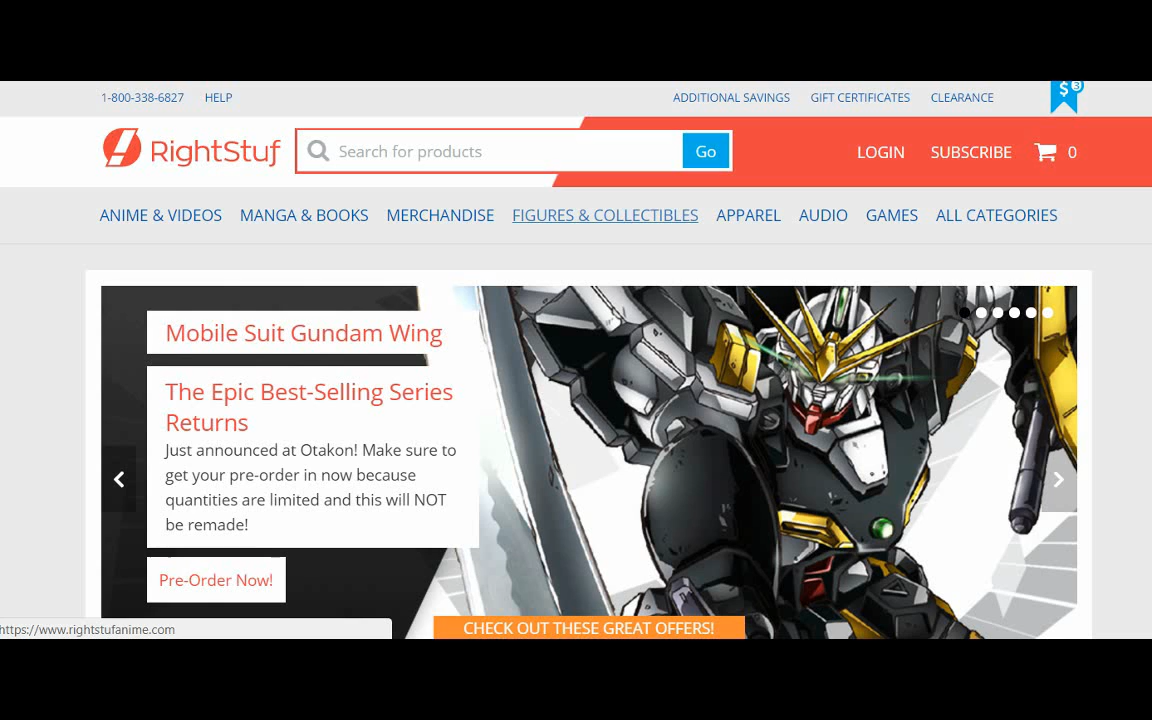 1-800-338-6827 HELP ADDITIONAL SAVINGS GIFT CERTIFICATES CLEARANCE $ 3
RightStuf Search for products Go LOGIN SUBSCRIBE 0
ANIME & VIDEOS MANGA & BOOKS MERCHANDISE FIGURES & COLLECTIBLES APPAREL AUDIO GAMES ALL CATEGORIES
Mobile Suit Gundam Wing
The Epic Best-Selling Series
Returns
Just announced at Otakon! Make sure to
get your pre-order in now because
quantities are limited and this will NOT
be remade!
Pre-Order Now!
https://www.rightstufanime.com
CHECK OUT THESE GREAT OFFERS!